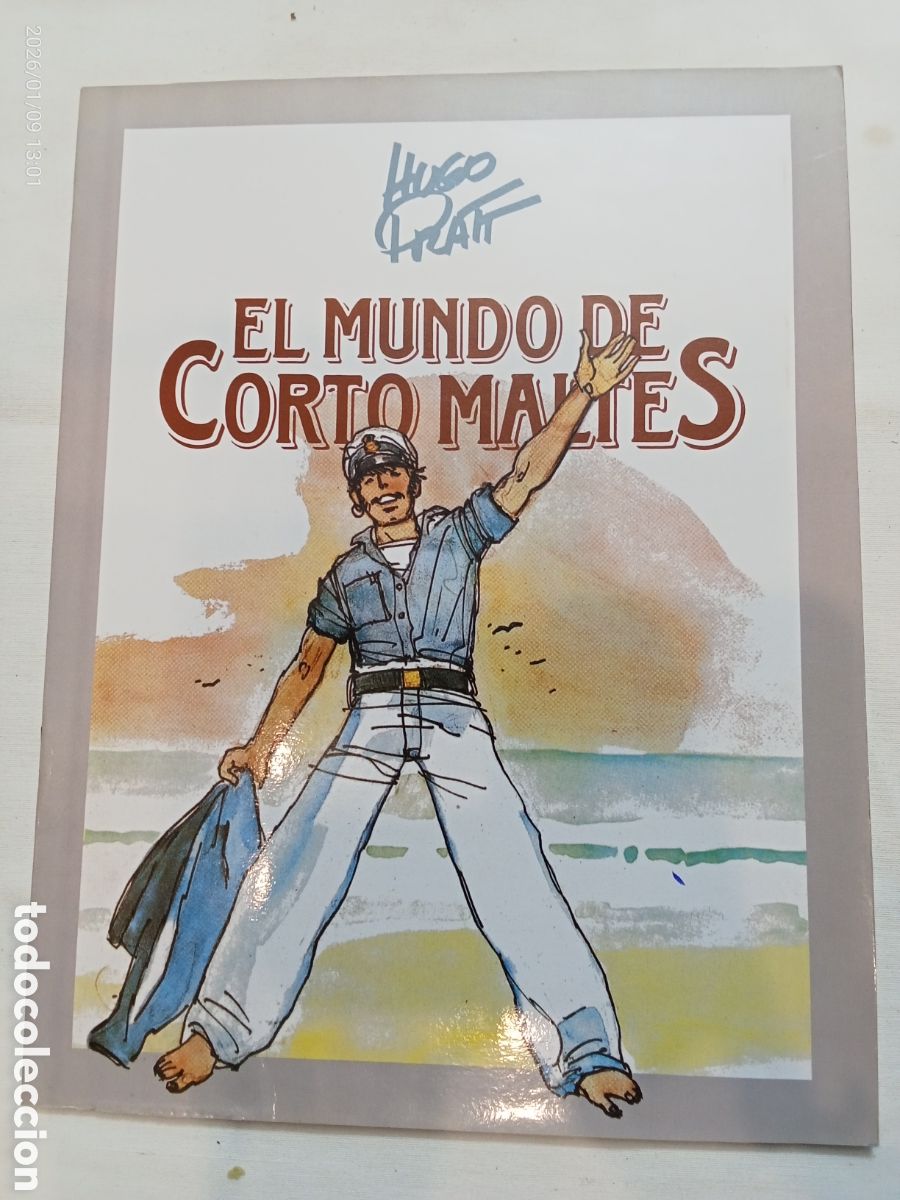 2026/01/09 13:01
HUGO
PRATT
EL MUNDO DE
CORTO MALTES
todocoleccion